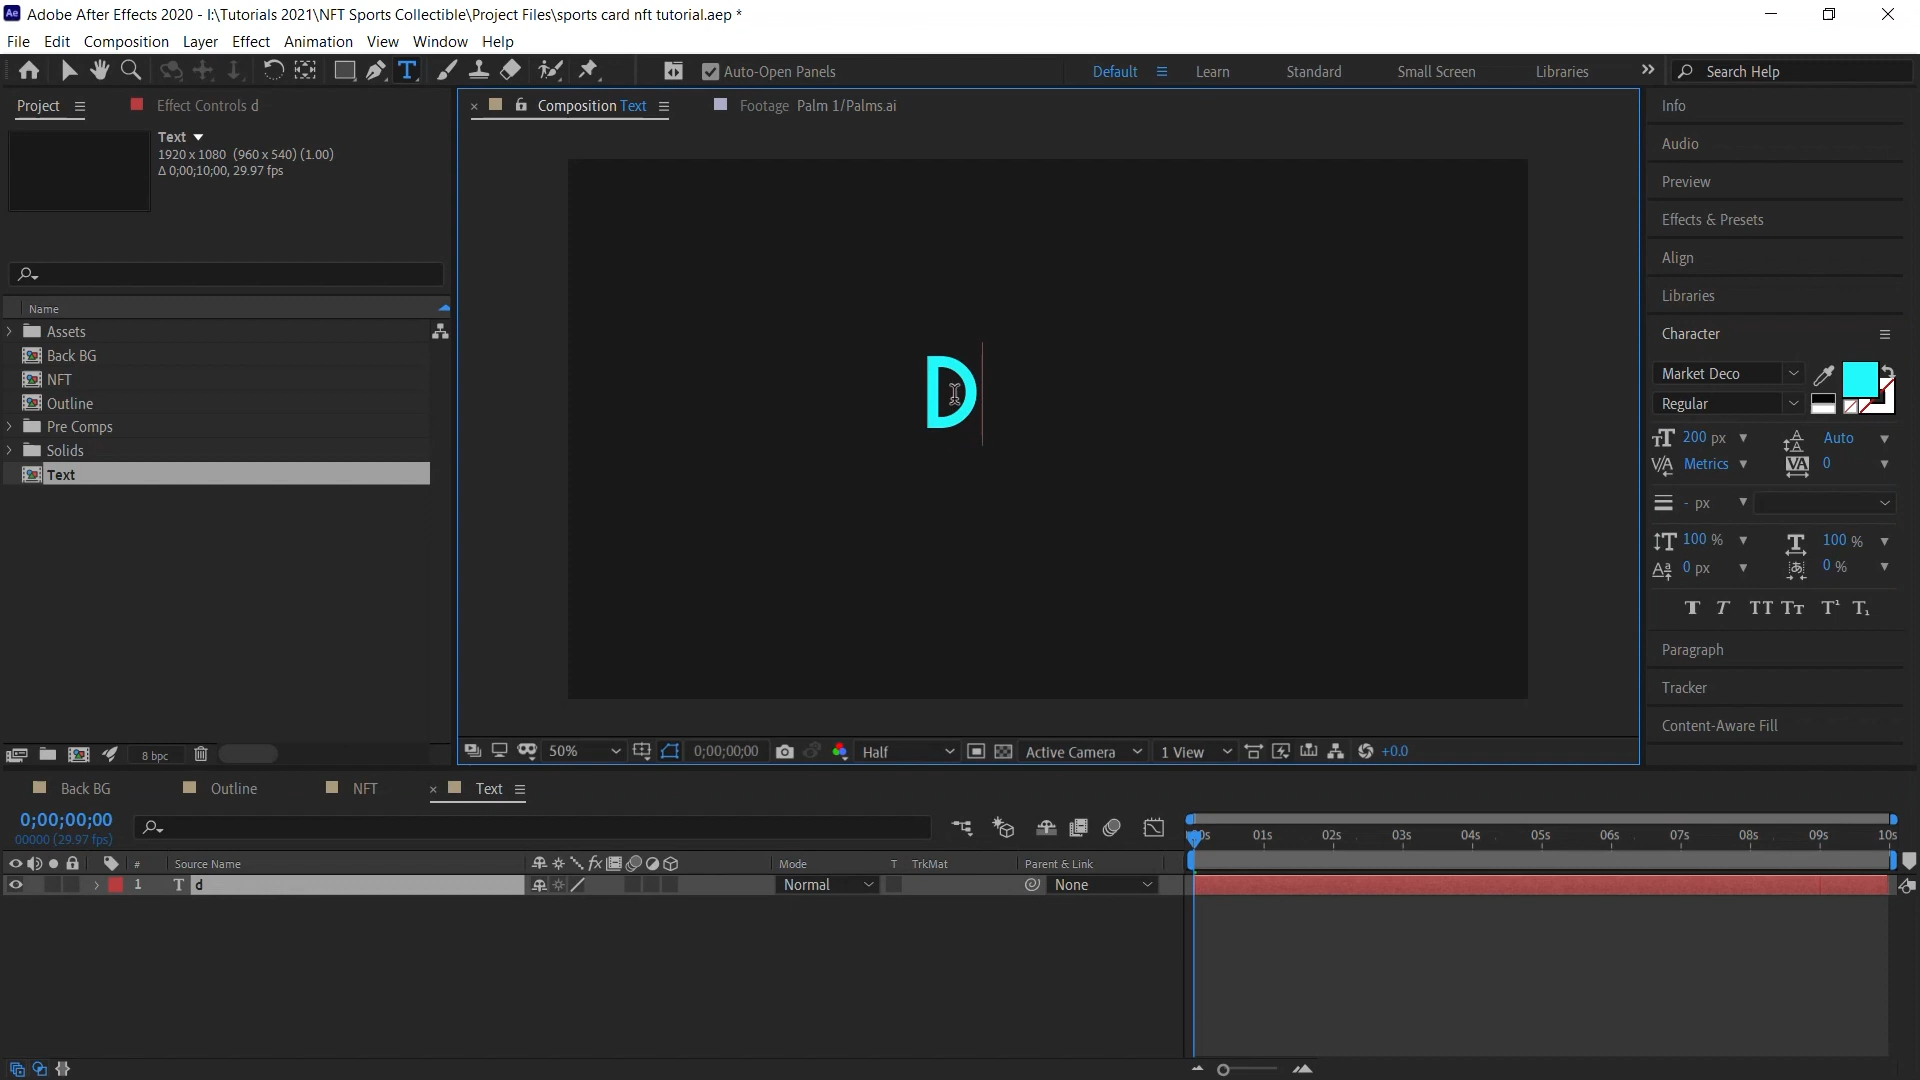 Ae Adobe After Effects 2020 - I:\Tutorials 2021\NFT Sports Collectible\Project Files\sports card nft tutorial.aep *
File Edit Composition Layer Effect Animation View Window Help
Auto-Open Panels Default Learn Standard Small Screen Libraries Search Help
Project Effect Controls d
Text
1920 x 1080 (960 x 540) (1.00)
Δ 0;00;10;00, 29.97 fps
Name
Assets
Back BG
NFT
Outline
Pre Comps
Solids
Text
8 bpc
Composition Text Footage Palm 1/Palms.ai
D
50% 0;00;00;00 Half Active Camera 1 View +0.0
Info
Audio
Preview
Effects & Presets
Align
Libraries
Character
Market Deco
Regular
200 px Auto
Metrics 0
- px
100 % 100 %
0 px 0 %
Paragraph
Tracker
Content-Aware Fill
Back BG Outline NFT Text
0;00;00;00
00000 (29.97 fps)
01s 02s 03s 04s 05s 06s 07s 08s 09s 10s
# Source Name fx Mode T TrkMat Parent & Link
1 T d Normal None